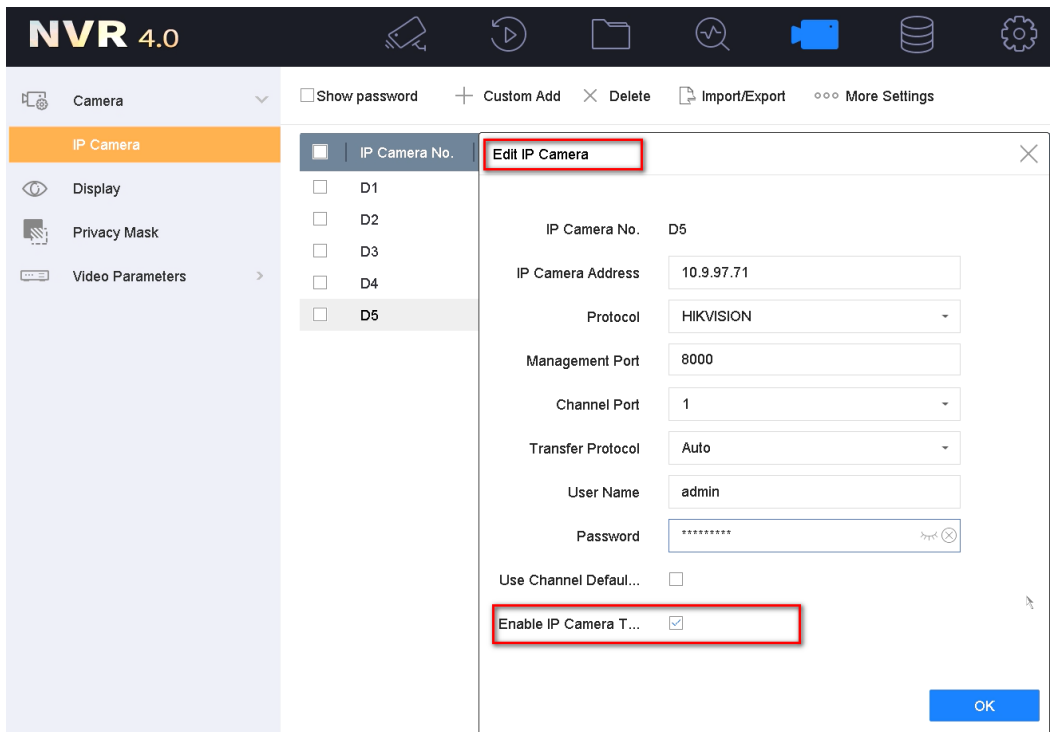 NVR 4.0
Camera
IP Camera
Display
Privacy Mask
Video Parameters
Show password
Custom Add
Delete
Import/Export
More Settings
IP Camera No.
D1
D2
D3
D4
D5
Edit IP Camera
IP Camera No. D5
IP Camera Address 10.9.97.71
Protocol HIKVISION
Management Port 8000
Channel Port 1
Transfer Protocol Auto
User Name admin
Password *********
Use Channel Defaul...
Enable IP Camera T...
OK